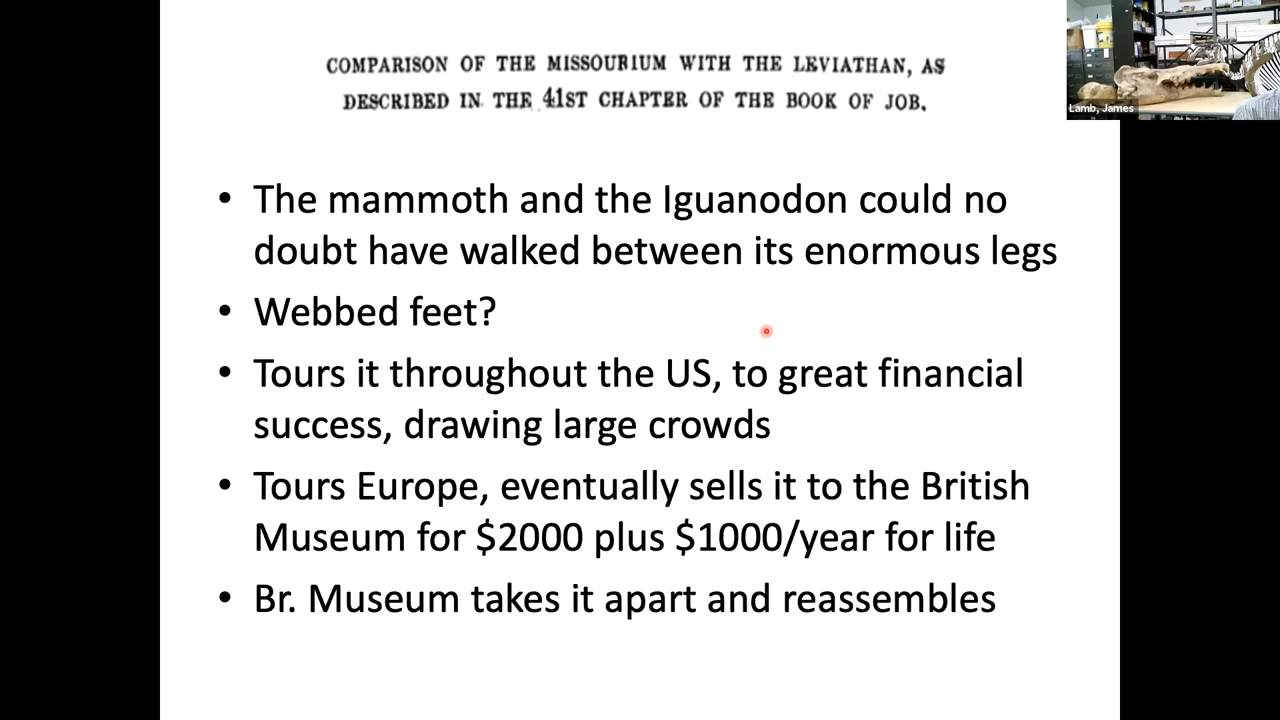 COMPARISON OF THE MISSOURIUM WITH THE LEVIATHAN, AS
DESCRIBED IN THE 41ST CHAPTER OF THE BOOK OF JOB.
Lamb, James
• The mammoth and the Iguanodon could no
doubt have walked between its enormous legs
• Webbed feet?
• Tours it throughout the US, to great financial
success, drawing large crowds
• Tours Europe, eventually sells it to the British
Museum for $2000 plus $1000/year for life
• Br. Museum takes it apart and reassembles